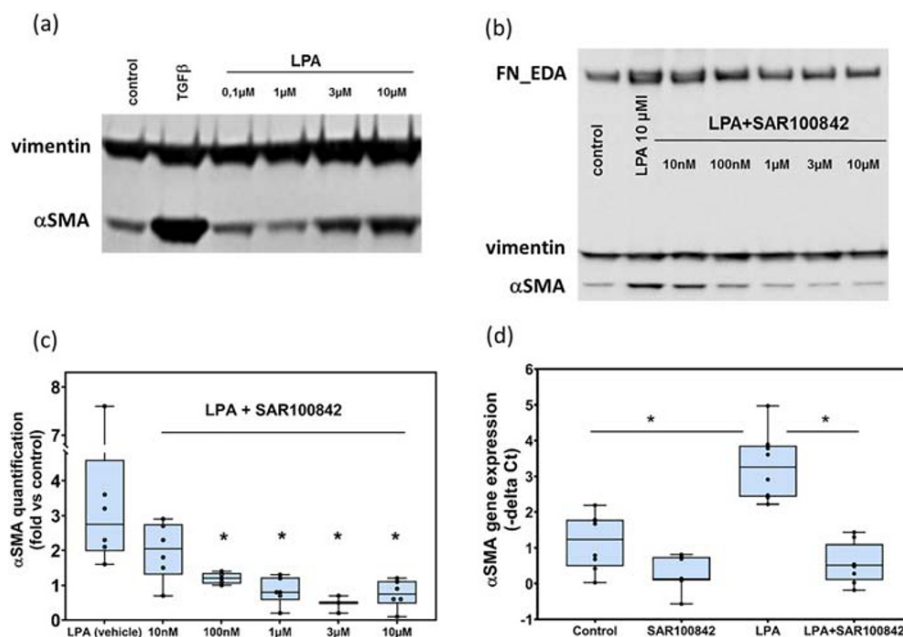 (a)
control
TGFβ
LPA
0,1µM 1µM 3µM 10µM
vimentin
αSMA
(b)
FN_EDA
control
LPA 10 µMl
LPA+SAR100842
10nM 100nM 1µM 3µM 10µM
vimentin
αSMA
(c)
αSMA quantification
(fold vs control)
8
7
4
3
2
1
0
LPA + SAR100842
* * * *
LPA (vehicle) 10nM 100nM 1µM 3µM 10µM
(d)
αSMA gene expression
(-delta Ct)
6
5
4
3
2
1
0
-1
* *
Control SAR100842 LPA LPA+SAR100842